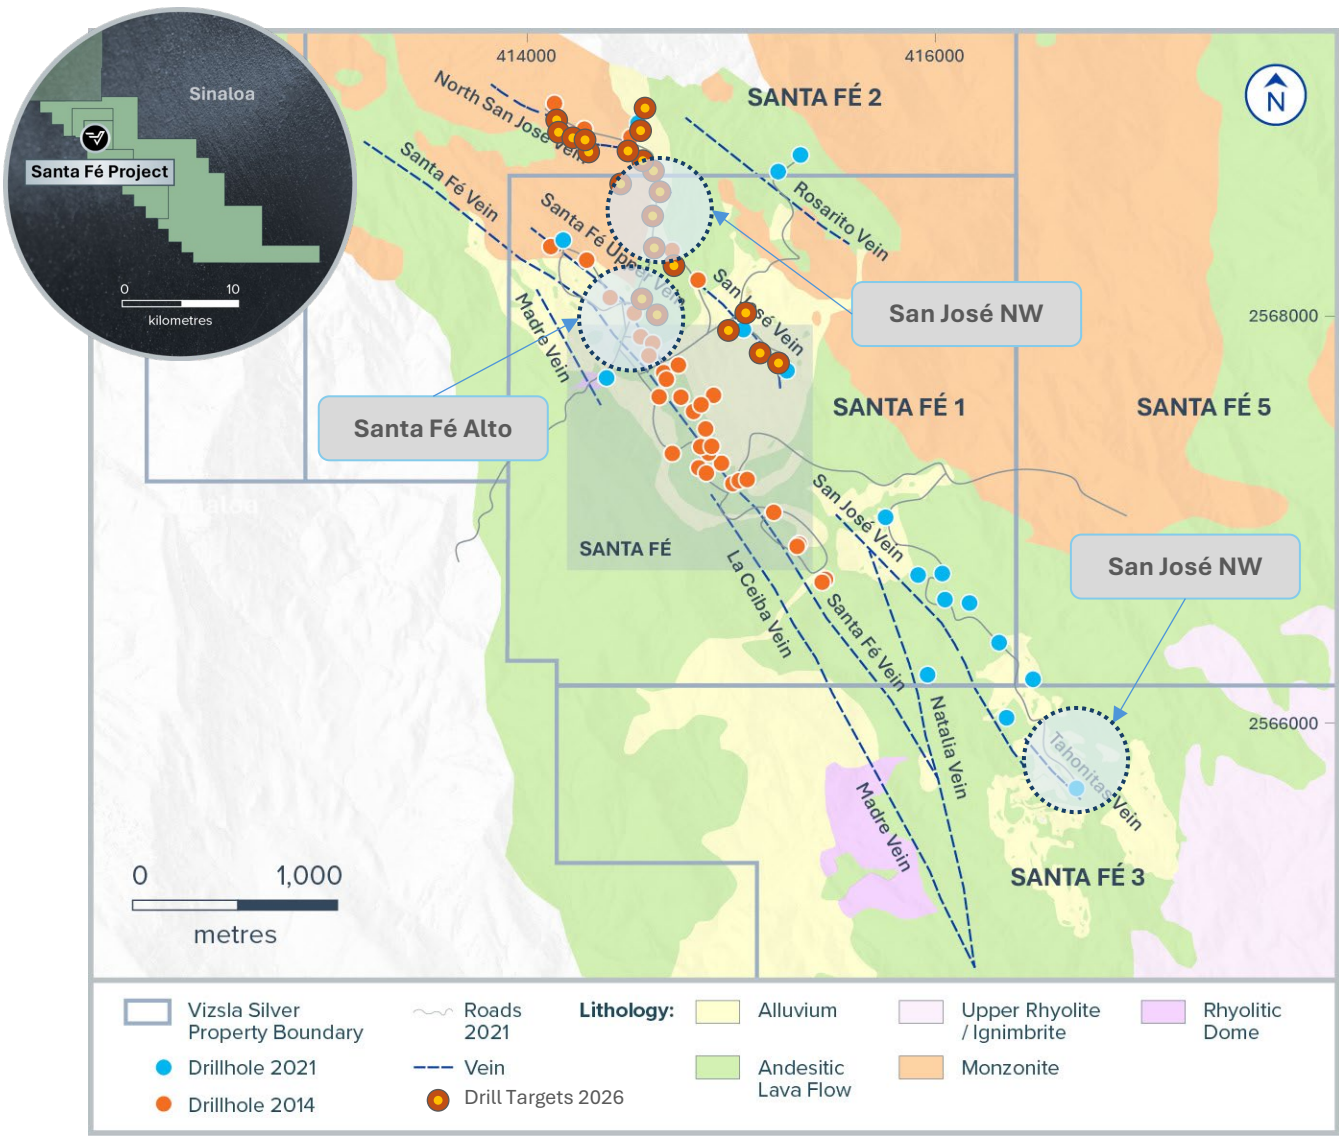 Sinaloa
Santa Fé Project
0 10
kilometres
414000
416000
N
SANTA FÉ 2
North San José Vein
Santa Fé Vein
Santa Fé Upper Vein
Rosarito Vein
San José NW
2568000
Madre Vein
San José Vein
Santa Fé Alto
SANTA FÉ 1
SANTA FÉ 5
San José Vein
SANTA FÉ
San José NW
La Ceiba Vein
Santa Fé Vein
Natalia Vein
2566000
Tahonitas Vein
Madre Vein
SANTA FÉ 3
0 1,000
metres
Vizsla Silver
Property Boundary
Drillhole 2021
Drillhole 2014
Roads
2021
Vein
Drill Targets 2026
Lithology:
Alluvium
Andesitic
Lava Flow
Upper Rhyolite
/ Ignimbrite
Monzonite
Rhyolitic
Dome